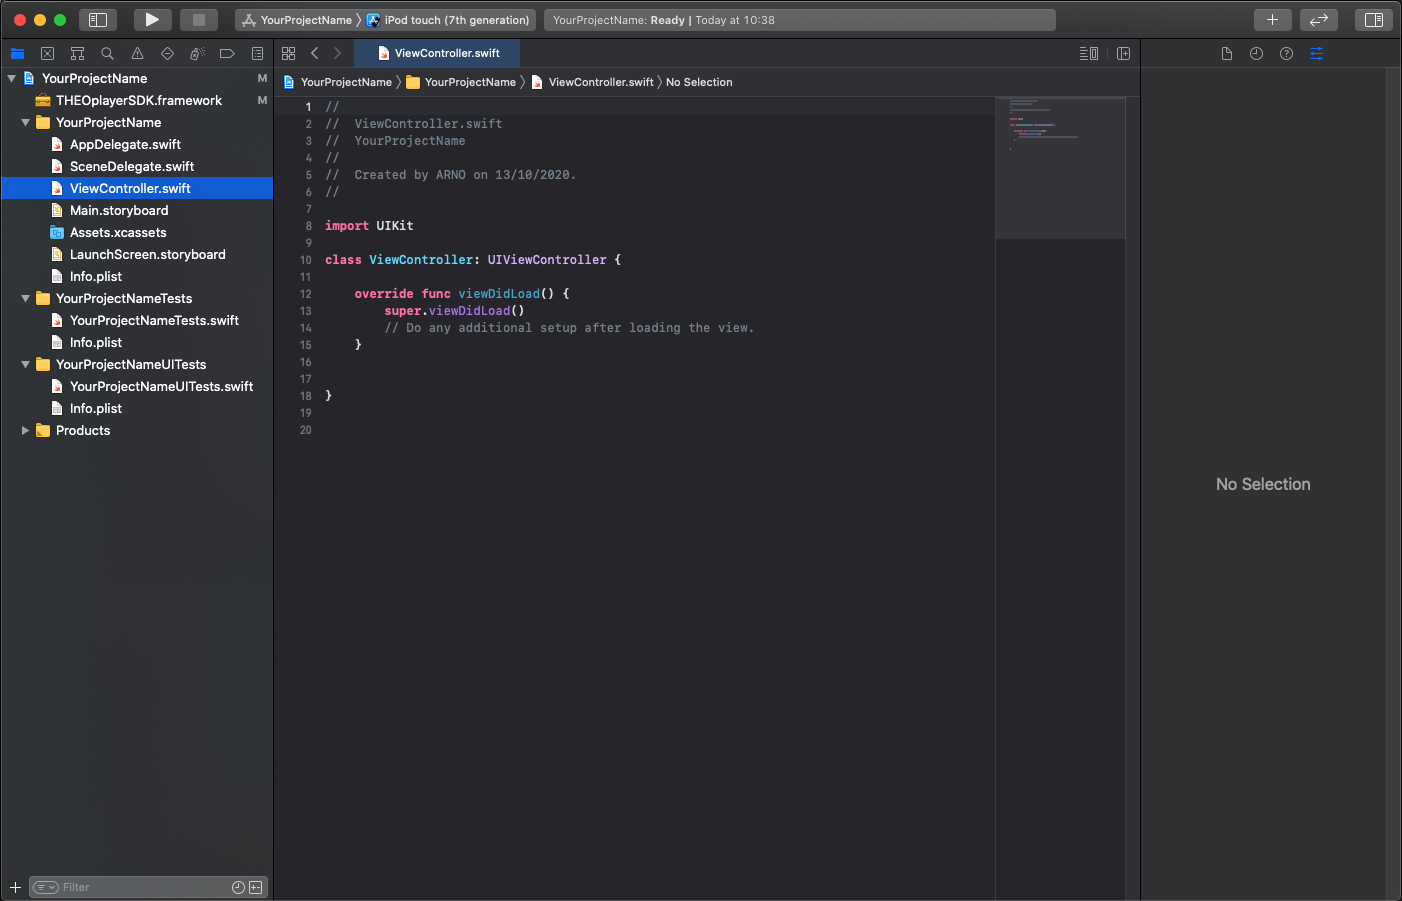 YourProjectName 〉 iPod touch (7th generation)
YourProjectName: Ready | Today at 10:38
ViewController.swift
YourProjectName M
THEOplayerSDK.framework M
YourProjectName
AppDelegate.swift
SceneDelegate.swift
ViewController.swift
Main.storyboard
Assets.xcassets
LaunchScreen.storyboard
Info.plist
YourProjectNameTests
YourProjectNameTests.swift
Info.plist
YourProjectNameUITests
YourProjectNameUITests.swift
Info.plist
Products
Filter
YourProjectName 〉 YourProjectName 〉 ViewController.swift 〉 No Selection
1 //
2 //  ViewController.swift
3 //  YourProjectName
4 //
5 //  Created by ARNO on 13/10/2020.
6 //
7
8 import UIKit
9
10 class ViewController: UIViewController {
11
12     override func viewDidLoad() {
13         super.viewDidLoad()
14         // Do any additional setup after loading the view.
15     }
16
17
18 }
19
20
No Selection